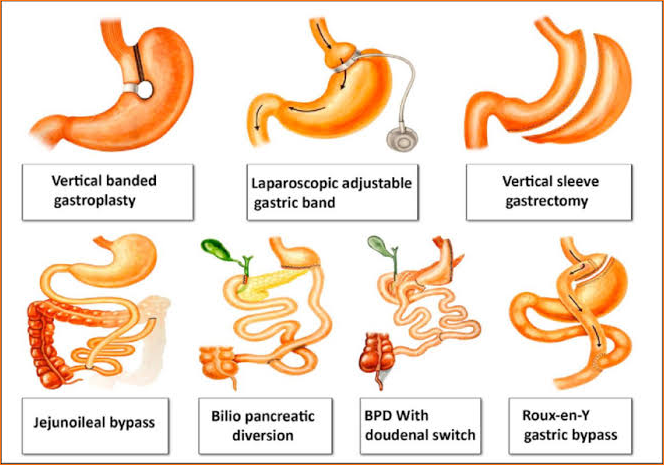 Vertical banded
gastroplasty
Laparoscopic adjustable
gastric band
Vertical sleeve
gastrectomy
Jejunoileal bypass
Bilio pancreatic
diversion
BPD With
doudenal switch
Roux-en-Y
gastric bypass